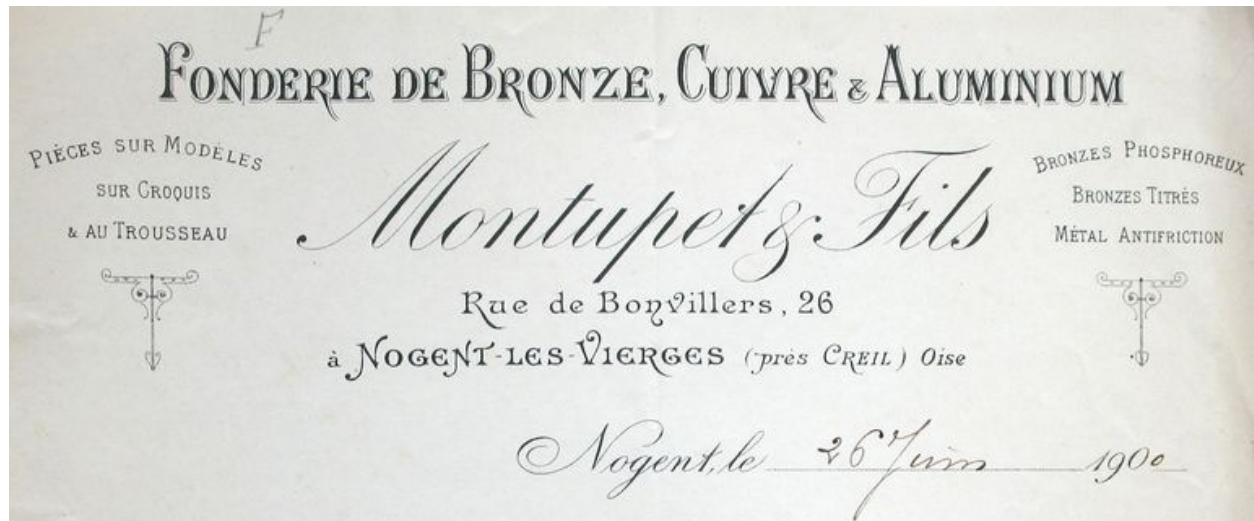 F
FONDERIE DE BRONZE, CUIVRE & ALUMINIUM
PIÈCES SUR MODÈLES
SUR CROQUIS
& AU TROUSSEAU
Montupet & Fils
BRONZES PHOSPHOREUX
BRONZES TITRÉS
MÉTAL ANTIFRICTION
Rue de Bonvillers, 26
à NOGENT-LES-VIERGES (près CREIL) Oise
Nogent, le 26 Juin 1900